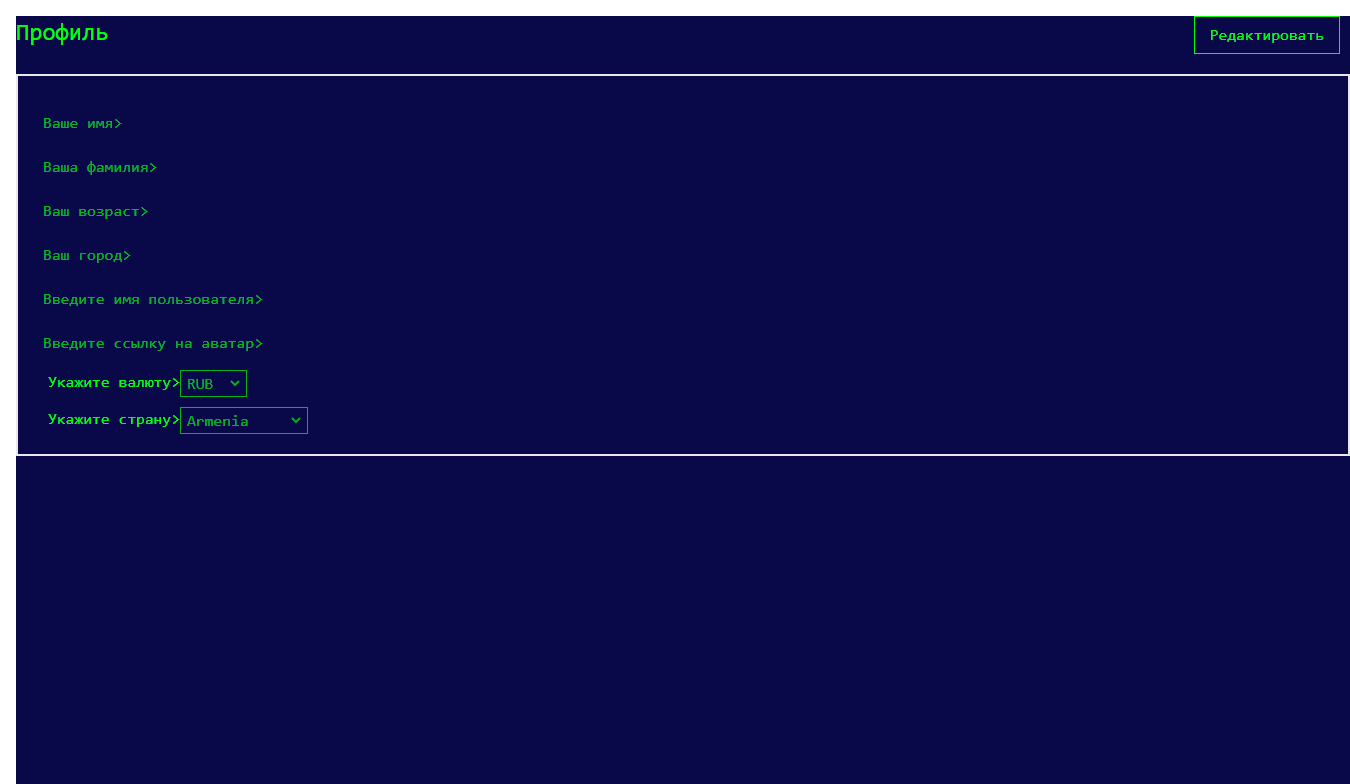 Профиль
Редактировать
Ваше имя>
Ваша фамилия>
Ваш возраст>
Ваш город>
Введите имя пользователя>
Введите ссылку на аватар>
Укажите валюту> RUB
Укажите страну> Armenia